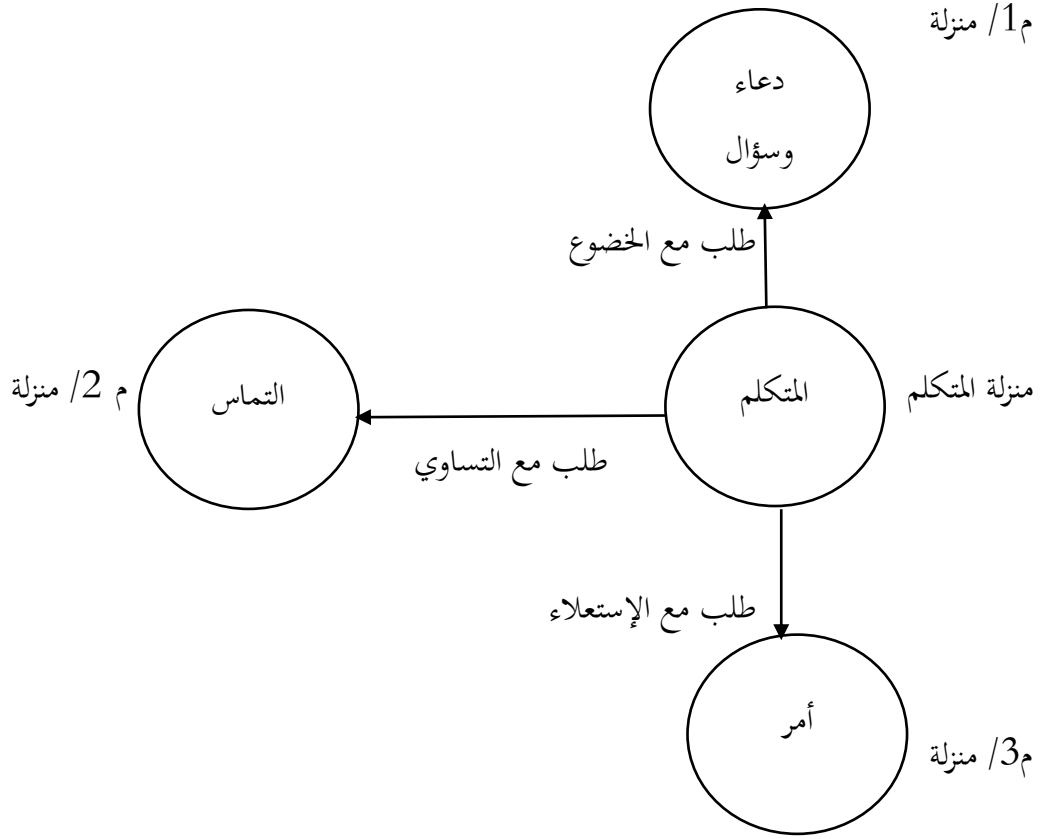 م1/ منزلة
دعاء
وسؤال
طلب مع الخضوع
منزلة المتكلم
المتكلم
التماس
م 2/ منزلة
طلب مع التساوي
طلب مع الإستعلاء
أمر
م3/ منزلة